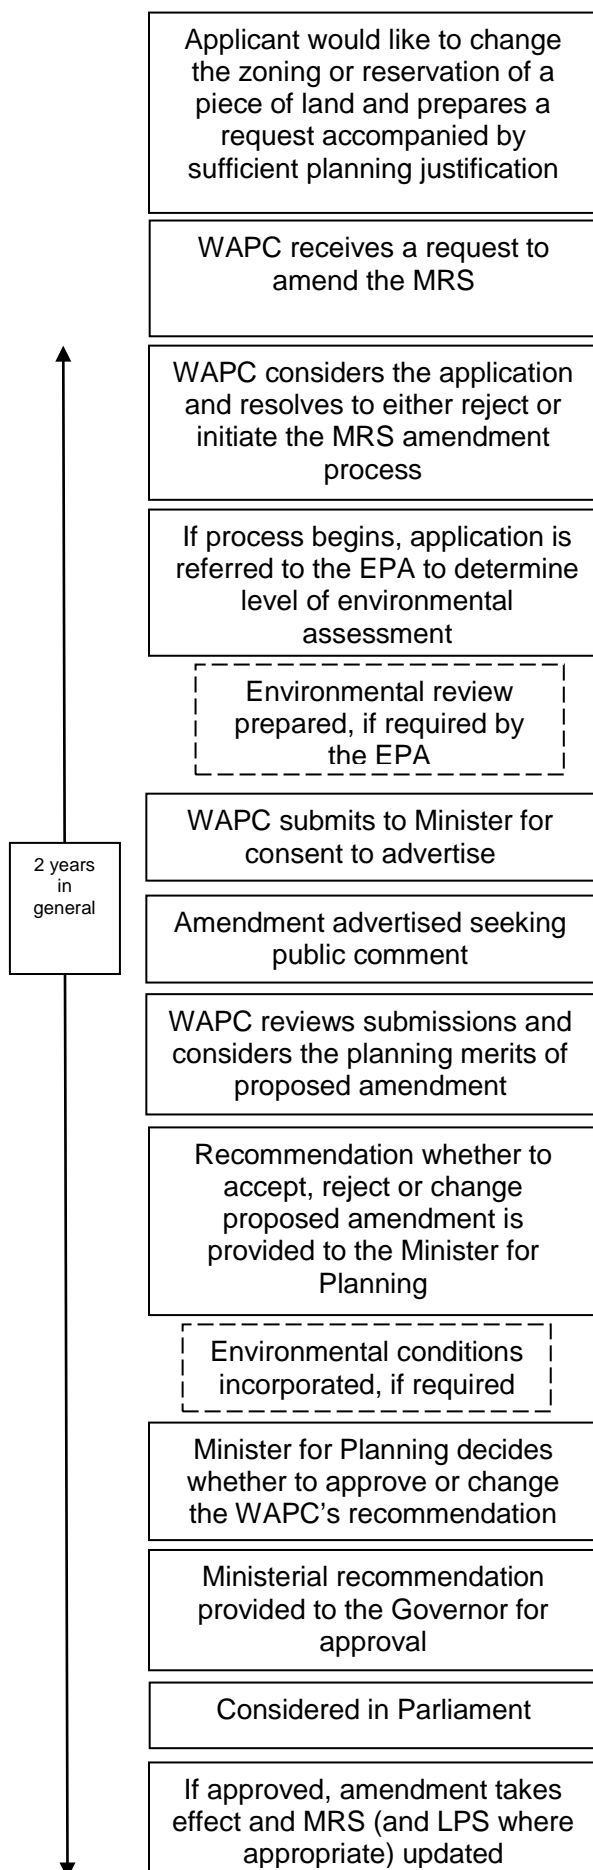 Applicant would like to change
the zoning or reservation of a
piece of land and prepares a
request accompanied by
sufficient planning justification
WAPC receives a request to
amend the MRS
WAPC considers the application
and resolves to either reject or
initiate the MRS amendment
process
If process begins, application is
referred to the EPA to determine
level of environmental
assessment
Environmental review
prepared, if required by
the EPA
WAPC submits to Minister for
consent to advertise
2 years
in
general
Amendment advertised seeking
public comment
WAPC reviews submissions and
considers the planning merits of
proposed amendment
Recommendation whether to
accept, reject or change
proposed amendment is
provided to the Minister for
Planning
Environmental conditions
incorporated, if required
Minister for Planning decides
whether to approve or change
the WAPC's recommendation
Ministerial recommendation
provided to the Governor for
approval
Considered in Parliament
If approved, amendment takes
effect and MRS (and LPS where
appropriate) updated